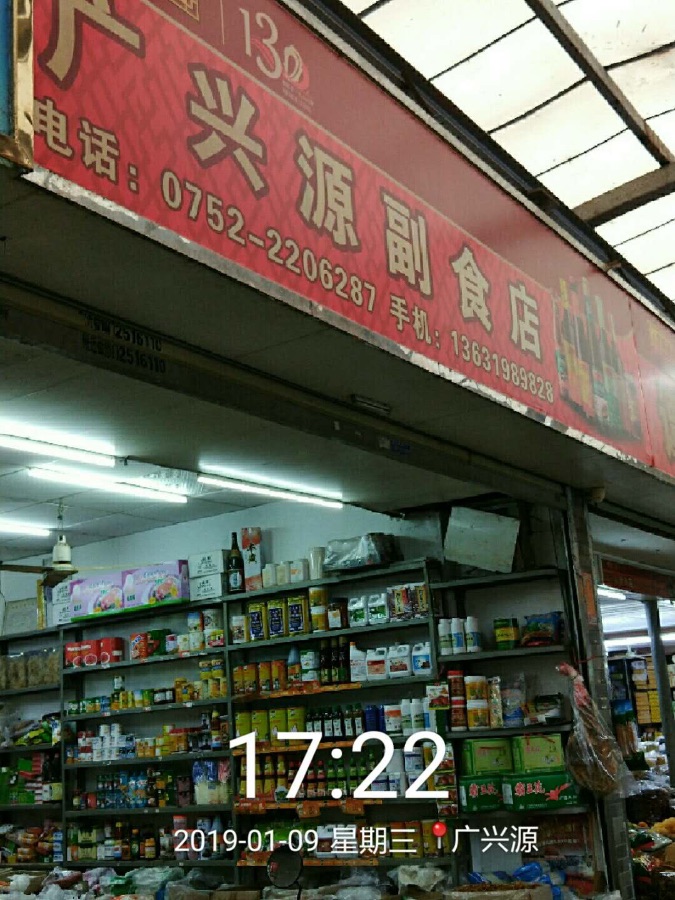 130
广兴源副食店
电话：0752-2206287 手机：13631989828
17:22
2019-01-09 星期三 广兴源